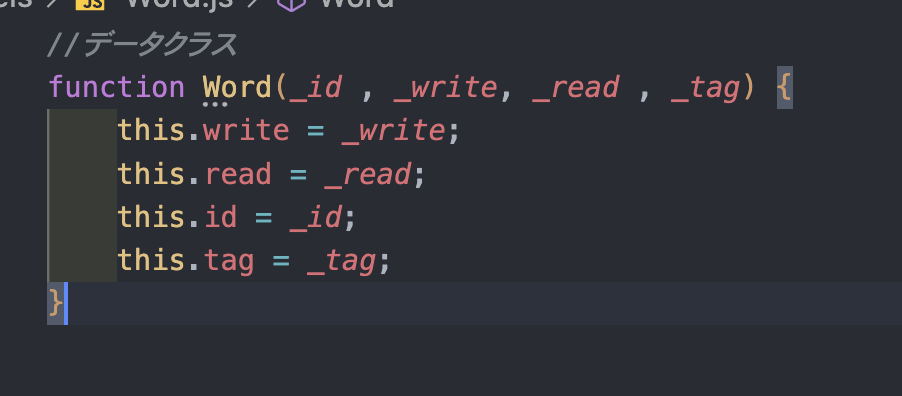 JS Word.js > Word
//データクラス
function Word(_id , _write, _read , _tag) {
this.write = _write;
this.read = _read;
this.id = _id;
this.tag = _tag;
}